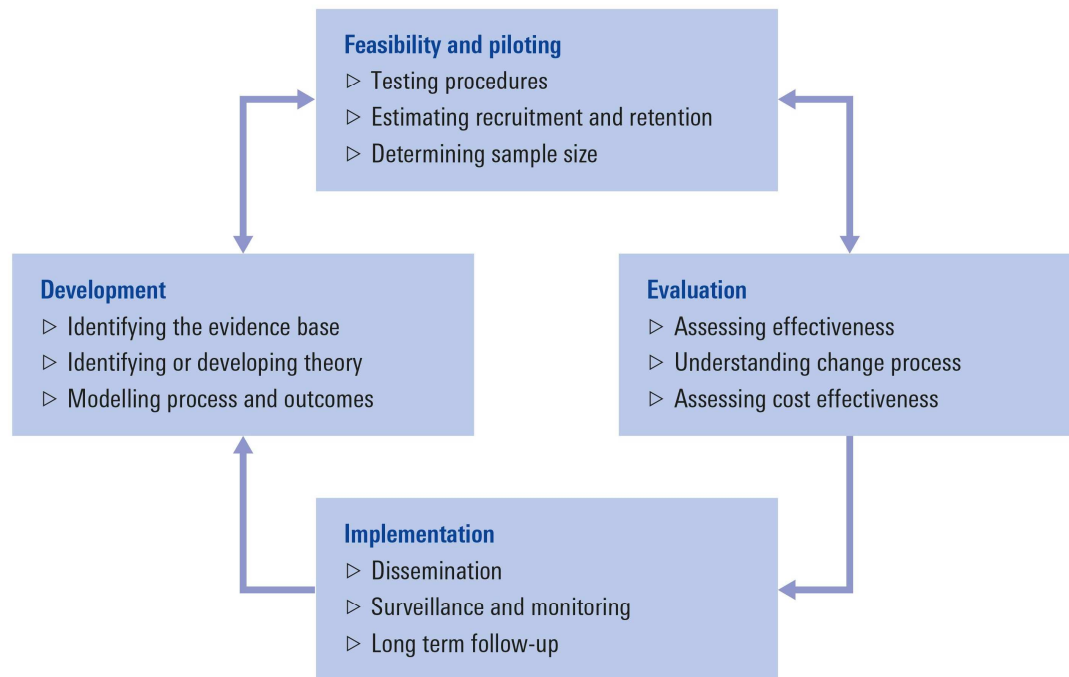 Feasibility and piloting
▷ Testing procedures
▷ Estimating recruitment and retention
▷ Determining sample size
Development
▷ Identifying the evidence base
▷ Identifying or developing theory
▷ Modelling process and outcomes
Evaluation
▷ Assessing effectiveness
▷ Understanding change process
▷ Assessing cost effectiveness
Implementation
▷ Dissemination
▷ Surveillance and monitoring
▷ Long term follow-up